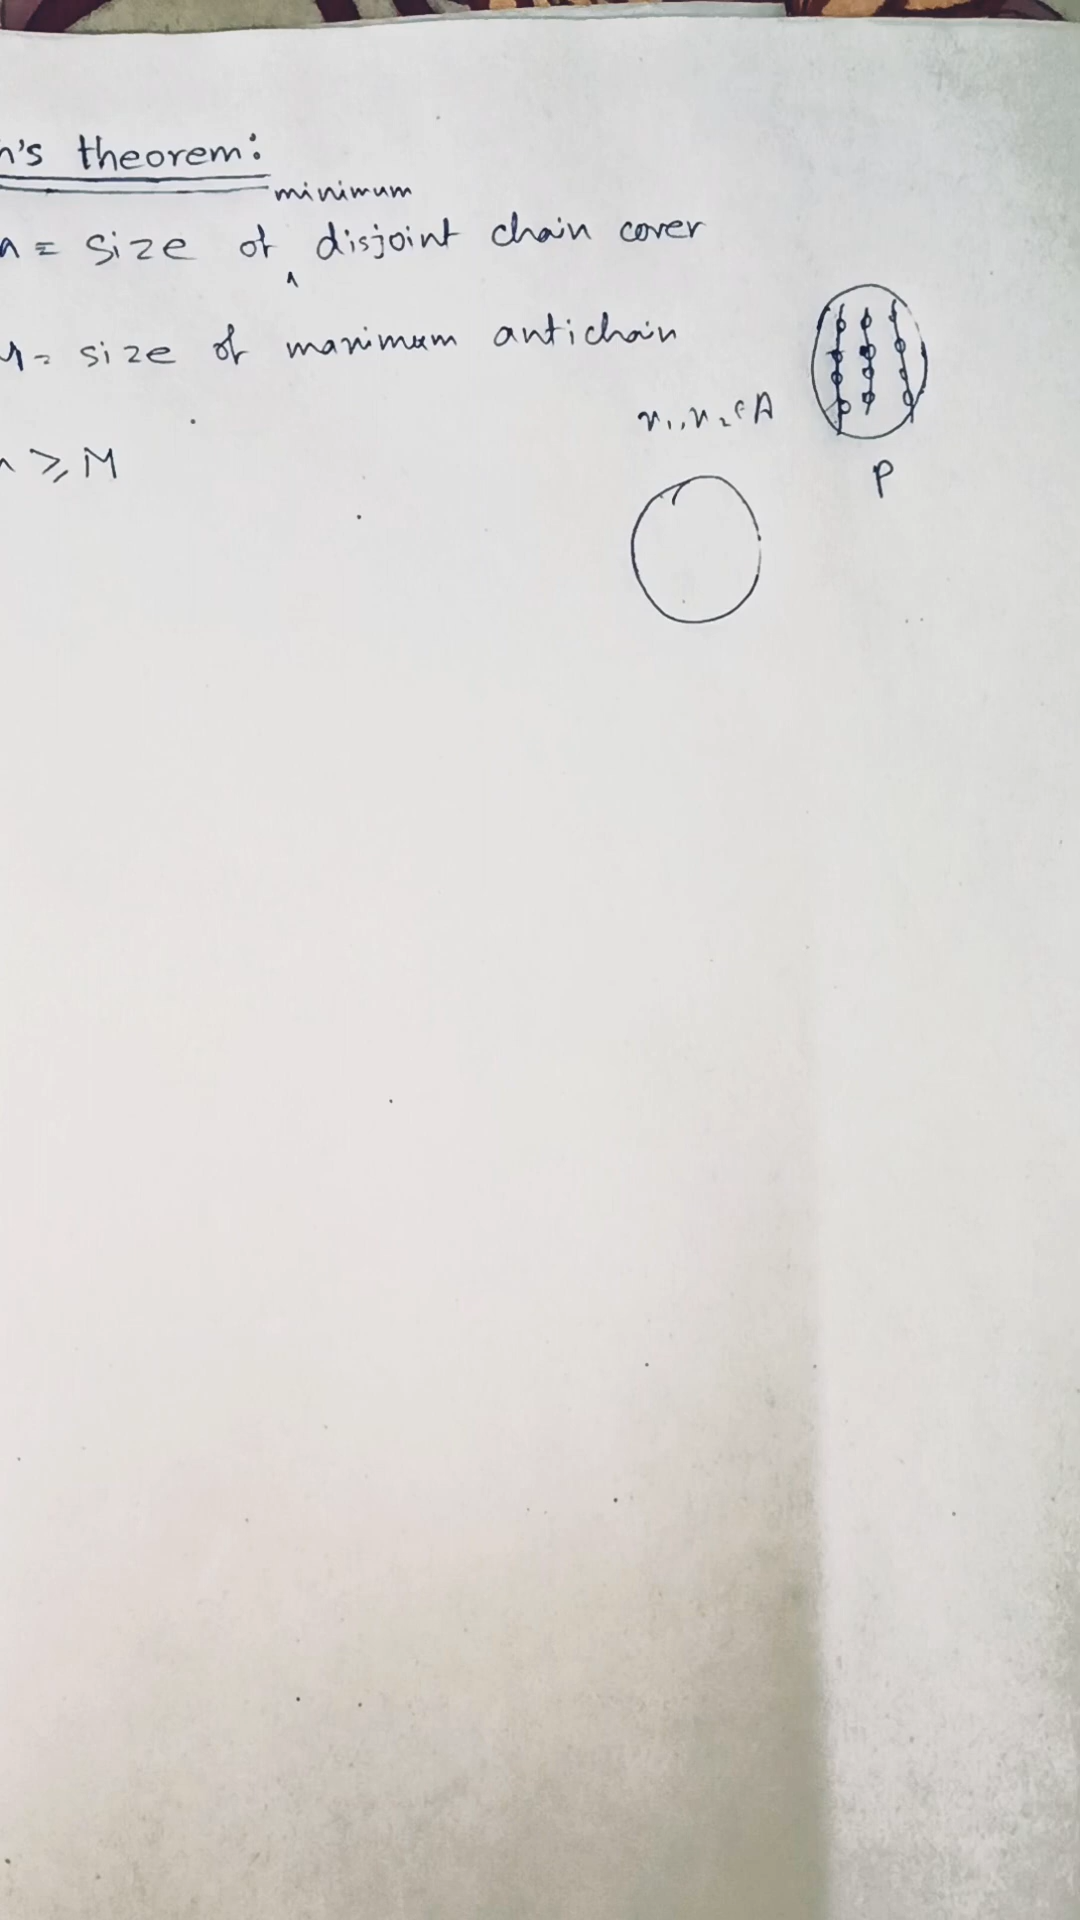 n's theorem:
minimum
n = size of ∧ disjoint chain cover
M = size of maximum antichain
x₁, x₂ ∈ A
≥ M
P